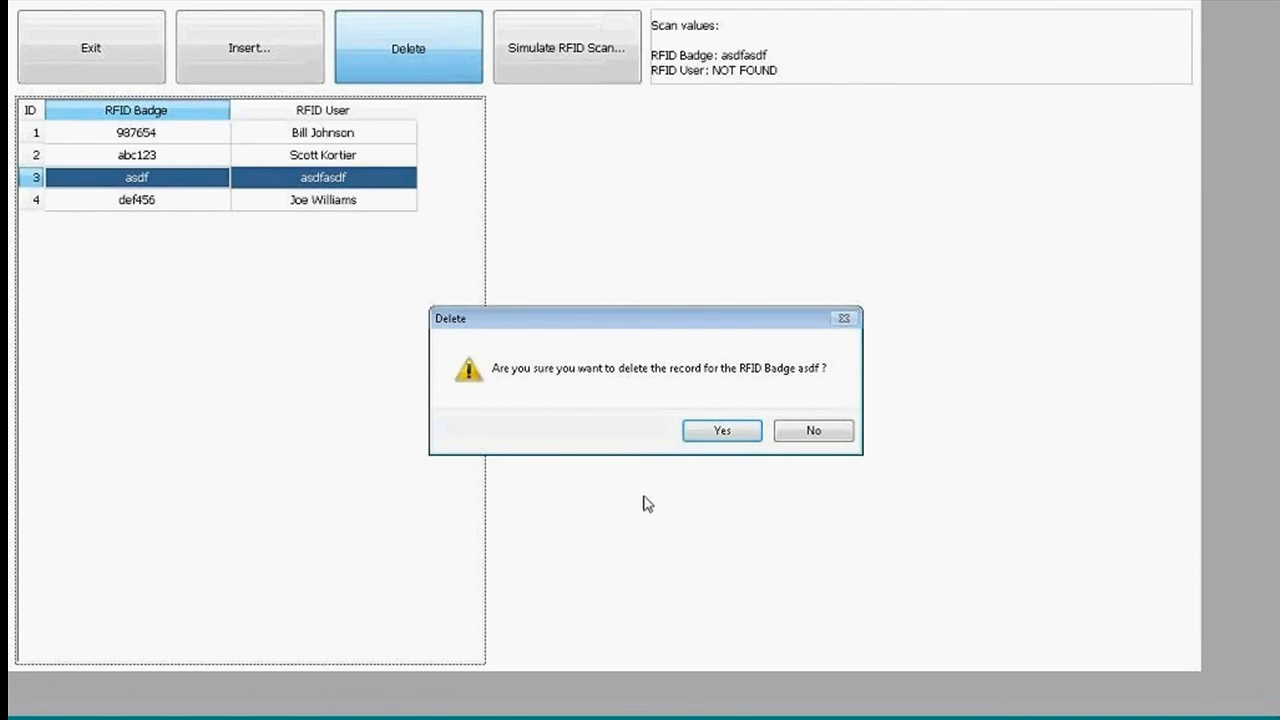 Exit
Insert...
Delete
Simulate RFID Scan...
Scan values:
RFID Badge: asdfasdf
RFID User: NOT FOUND
ID RFID Badge RFID User
1 987654 Bill Johnson
2 abc123 Scott Kortier
3 asdf asdfasdf
4 def456 Joe Williams
Delete
Are you sure you want to delete the record for the RFID Badge asdf ?
Yes
No